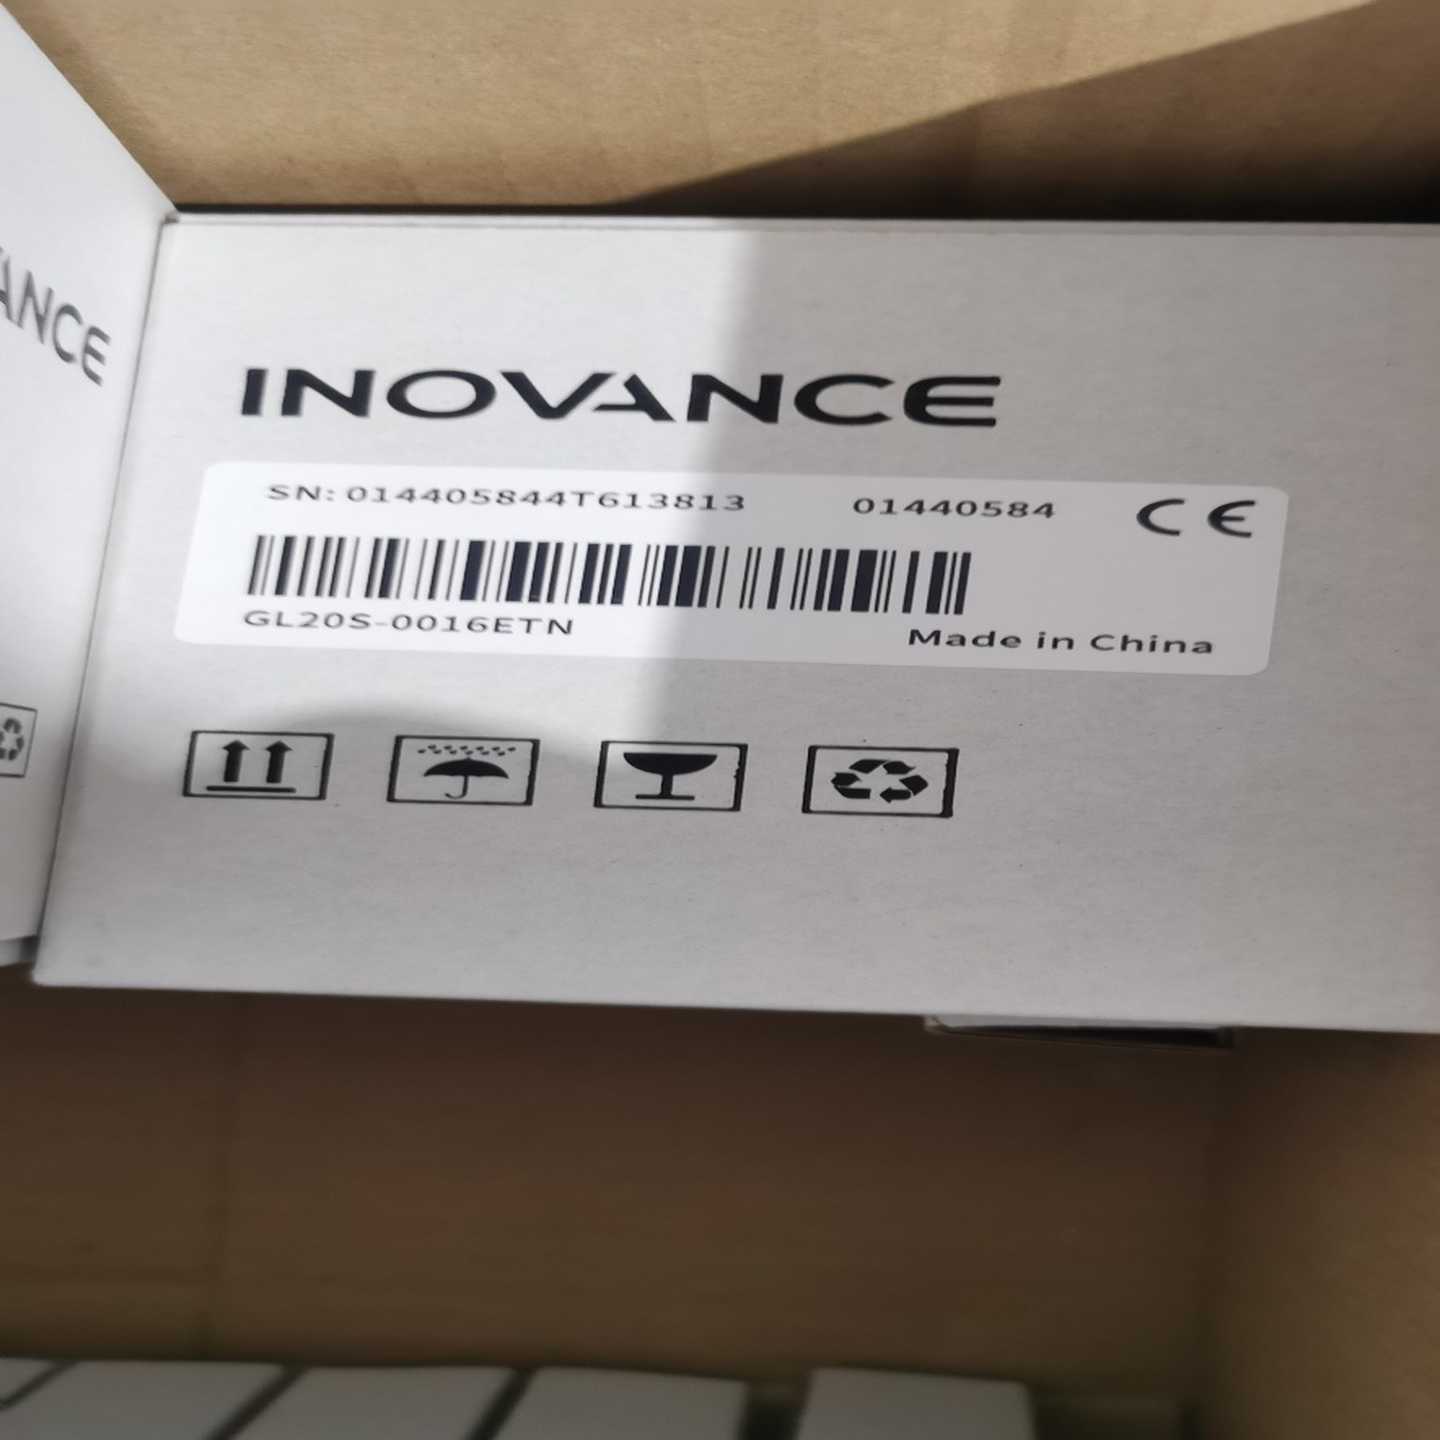 ANCE
INOVANCE
SN: 014405844T613813 01440584 CE
GL20S-0016ETN
Made in China